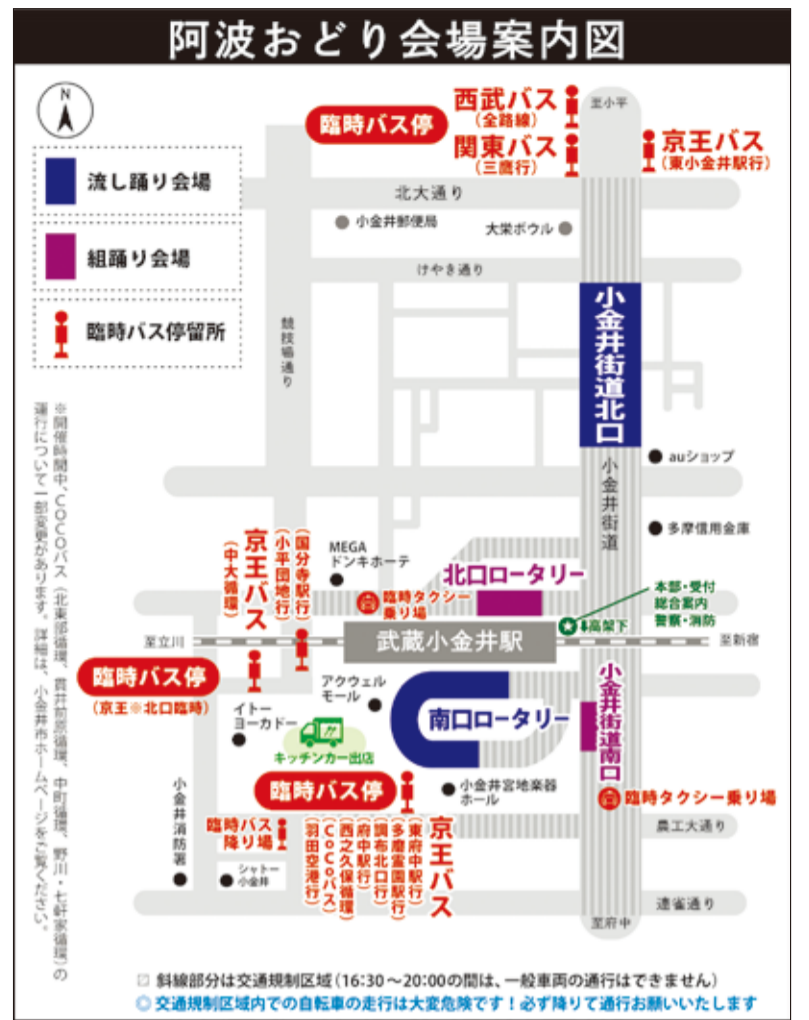 阿波おどり会場案内図
N
流し踊り会場
組踊り会場
臨時バス停留所
臨時バス停
西武バス
(全路線)
関東バス
(三鷹行)
至小平
京王バス
(東小金井駅行)
北大通り
小金井郵便局
大栄ボウル
けやき通り
競技場通り
小金井街道北口
小金井街道
auショップ
多摩信用金庫
MEGA
ドンキホーテ
北口ロータリー
臨時タクシー
乗り場
本部・受付
総合案内
警察・消防
⬇高架下
京王バス
(中大循環)
(小平団地行)
(国分寺駅行)
至立川
武蔵小金井駅
至新宿
臨時バス停
(京王※北口臨時)
アクウェル
モール
イトー
ヨーカドー
南口ロータリー
小金井街道南口
キッチンカー出店
臨時バス停
小金井宮地楽器
ホール
臨時タクシー乗り場
小金井消防署
臨時バス
降り場
京王バス
(東府中駅行)
(多磨霊園駅行)
(調布北口行)
(府中駅行)
(西之久保循環)
(CoCoバス)
(羽田空港行)
農工大通り
シャトー
小金井
連雀通り
至府中
※開催時間中、CoCoバス(北東部循環、貫井前原循環、中町循環、野川・七軒家循環)の
運行について一部変更があります。詳細は、小金井市ホームページをご覧ください。
斜線部分は交通規制区域(16:30〜20:00の間は、一般車両の通行はできません)
◎交通規制区域内での自転車の走行は大変危険です!必ず降りて通行お願いいたします